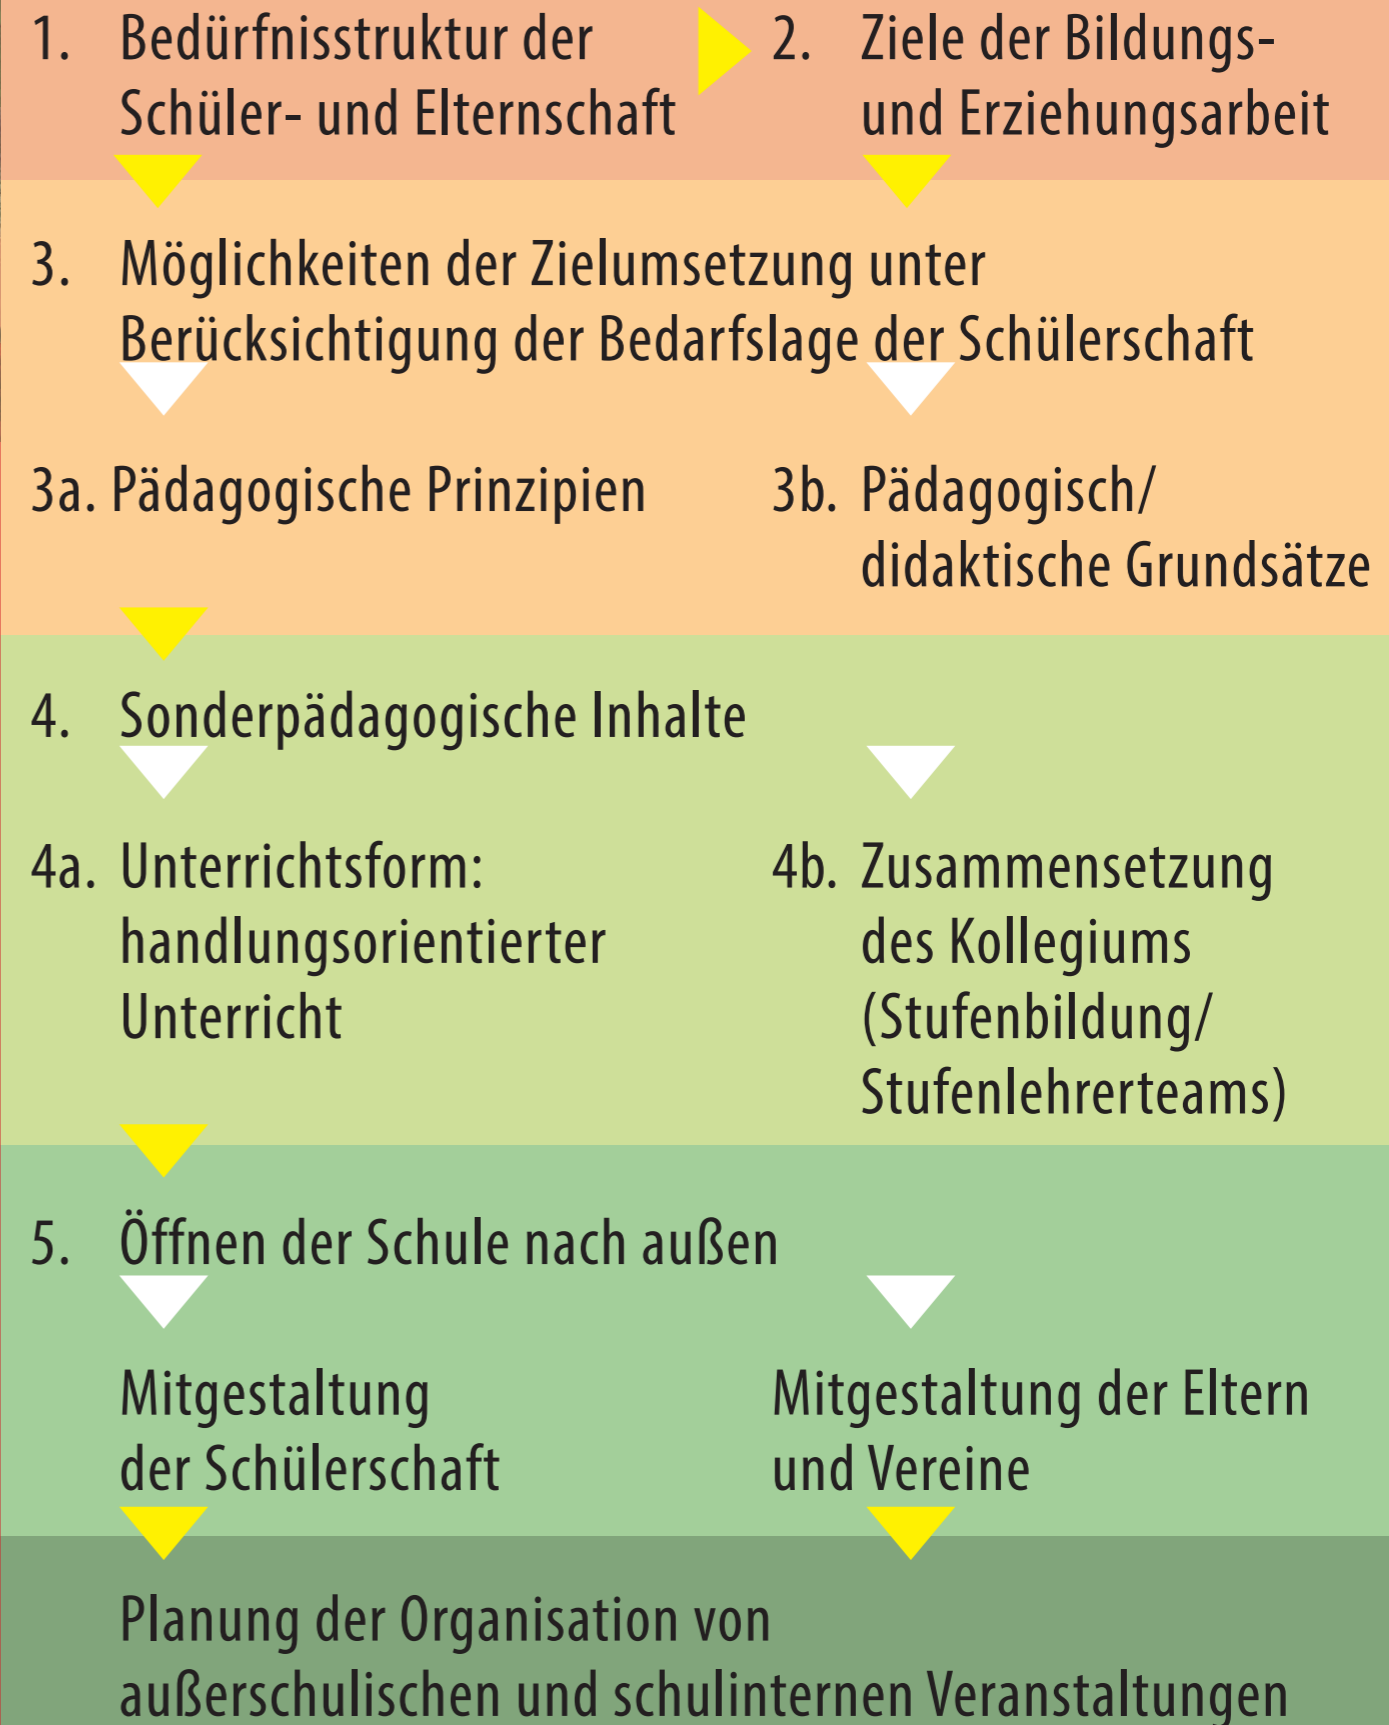 1. Bedürfnisstruktur der
Schüler- und Elternschaft
2. Ziele der Bildungs-
und Erziehungsarbeit
3. Möglichkeiten der Zielumsetzung unter
Berücksichtigung der Bedarfslage der Schülerschaft
3a. Pädagogische Prinzipien
3b. Pädagogisch/
didaktische Grundsätze
4. Sonderpädagogische Inhalte
4a. Unterrichtsform:
handlungsorientierter
Unterricht
4b. Zusammensetzung
des Kollegiums
(Stufenbildung/
Stufenlehrerteams)
5. Öffnen der Schule nach außen
Mitgestaltung
der Schülerschaft
Mitgestaltung der Eltern
und Vereine
Planung der Organisation von
außerschulischen und schulinternen Veranstaltungen